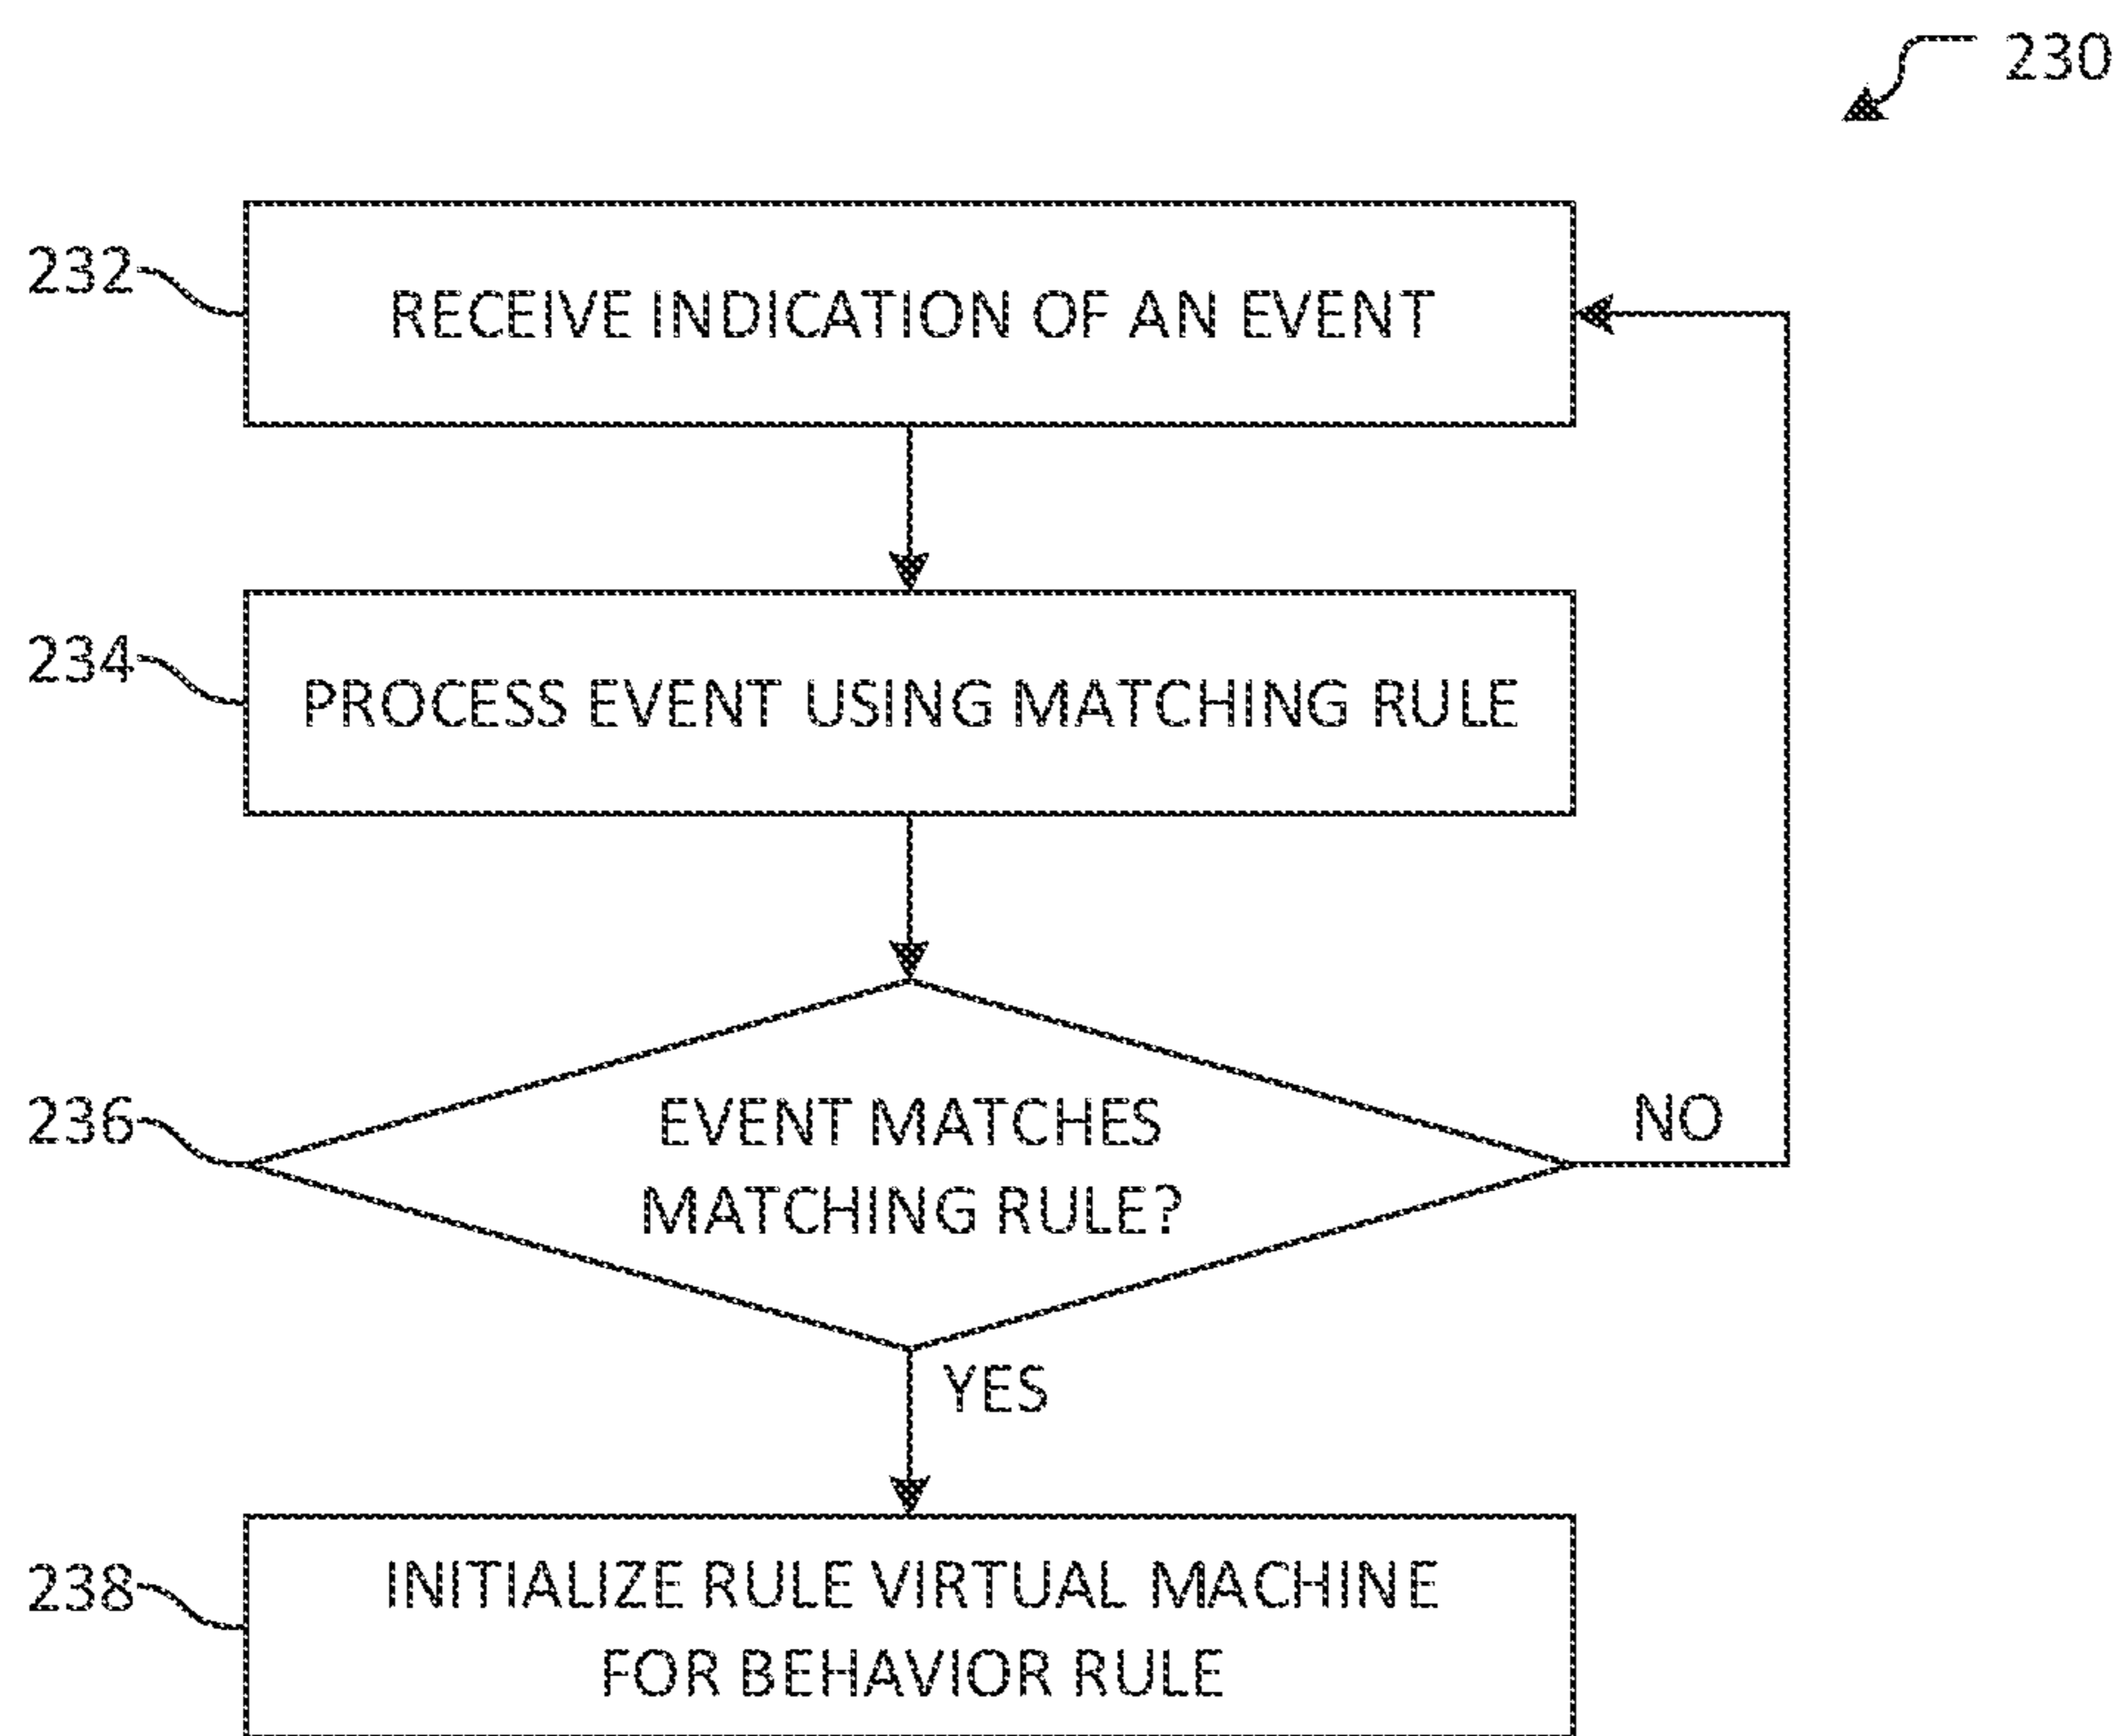 230
232
RECEIVE INDICATION OF AN EVENT
234
PROCESS EVENT USING MATCHING RULE
236
EVENT MATCHES
MATCHING RULE?
NO
YES
238
INITIALIZE RULE VIRTUAL MACHINE
FOR BEHAVIOR RULE